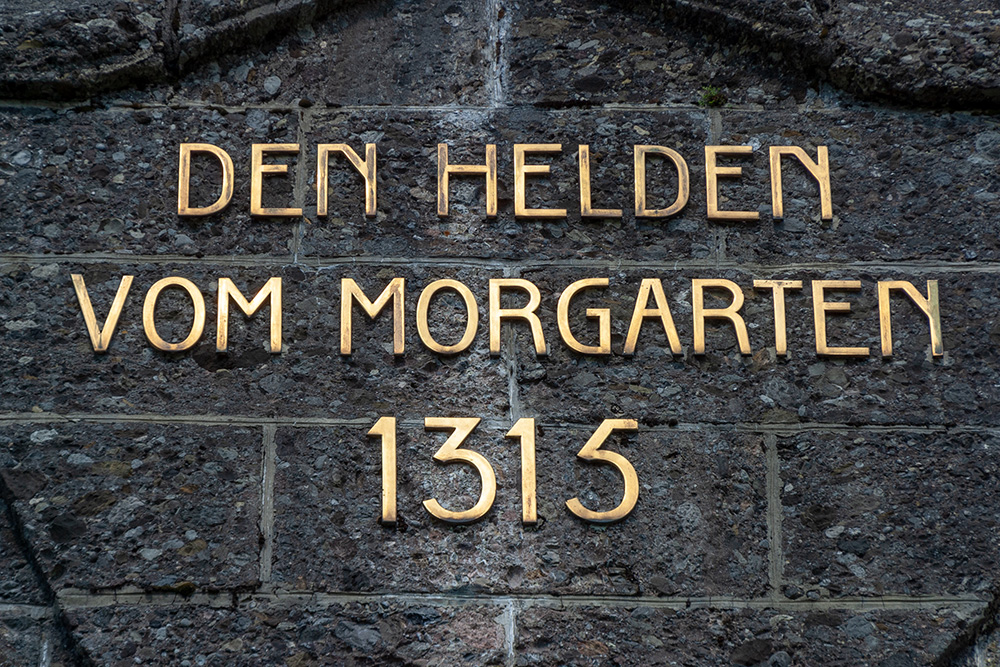 DEN HELDEN
VOM MORGARTEN
1315